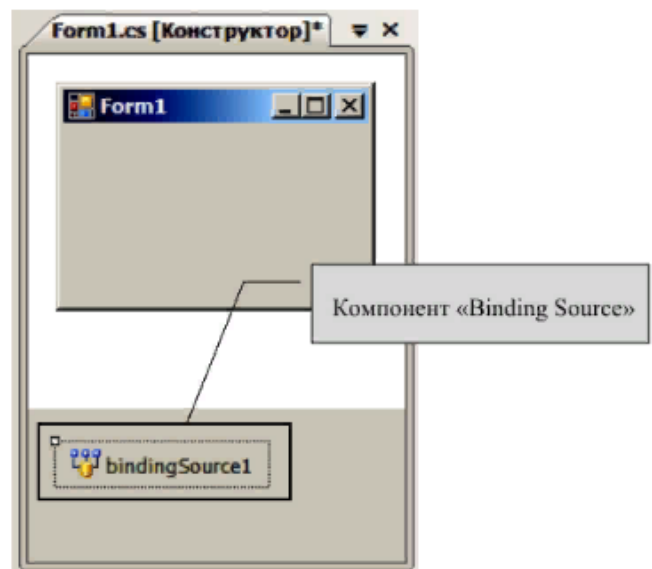 Form1.cs [Конструктор]*
Form1
Компонент «Binding Source»
bindingSource1